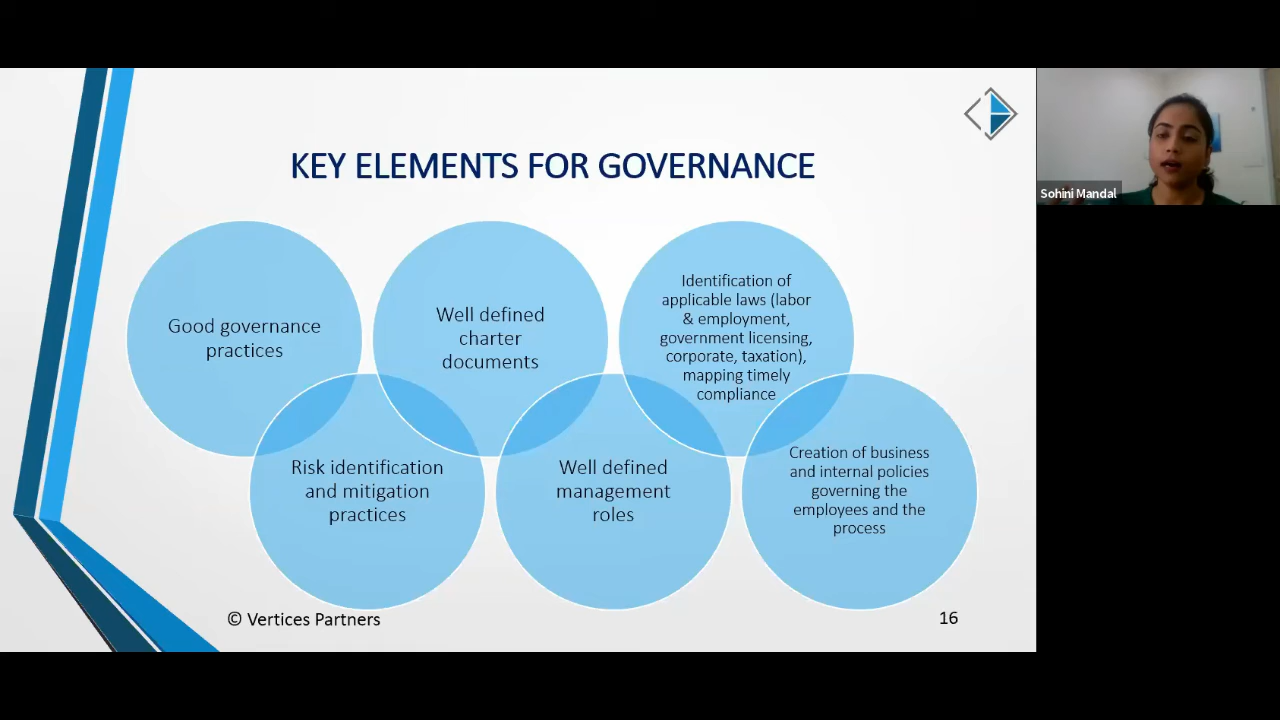 KEY ELEMENTS FOR GOVERNANCE
Good governance
practices
Well defined
charter
documents
Identification of
applicable laws (labor
& employment,
government licensing,
corporate, taxation),
mapping timely
compliance
Risk identification
and mitigation
practices
Well defined
management
roles
Creation of business
and internal policies
governing the
employees and the
process
© Vertices Partners
16
Sohini Mandal